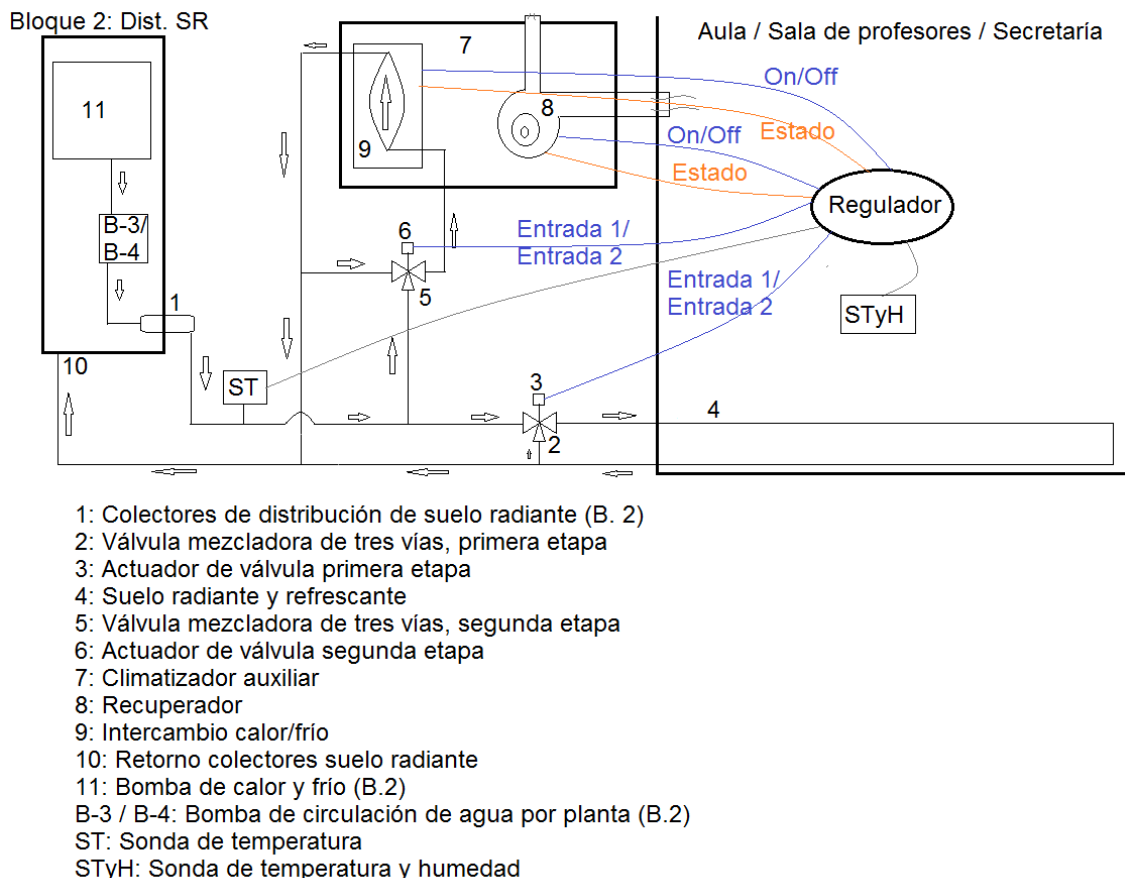 Bloque 2: Dist. SR
Aula / Sala de profesores / Secretaría
7
On/Off
11
8
Estado
On/Off
9
Estado
Regulador
B-3/
B-4
6
Entrada 1/
Entrada 2
5
Entrada 1/
Entrada 2
1
STyH
10
ST
3
4
2
1: Colectores de distribución de suelo radiante (B. 2)
2: Válvula mezcladora de tres vías, primera etapa
3: Actuador de válvula primera etapa
4: Suelo radiante y refrescante
5: Válvula mezcladora de tres vías, segunda etapa
6: Actuador de válvula segunda etapa
7: Climatizador auxiliar
8: Recuperador
9: Intercambio calor/frío
10: Retorno colectores suelo radiante
11: Bomba de calor y frío (B.2)
B-3 / B-4: Bomba de circulación de agua por planta (B.2)
ST: Sonda de temperatura
STyH: Sonda de temperatura y humedad